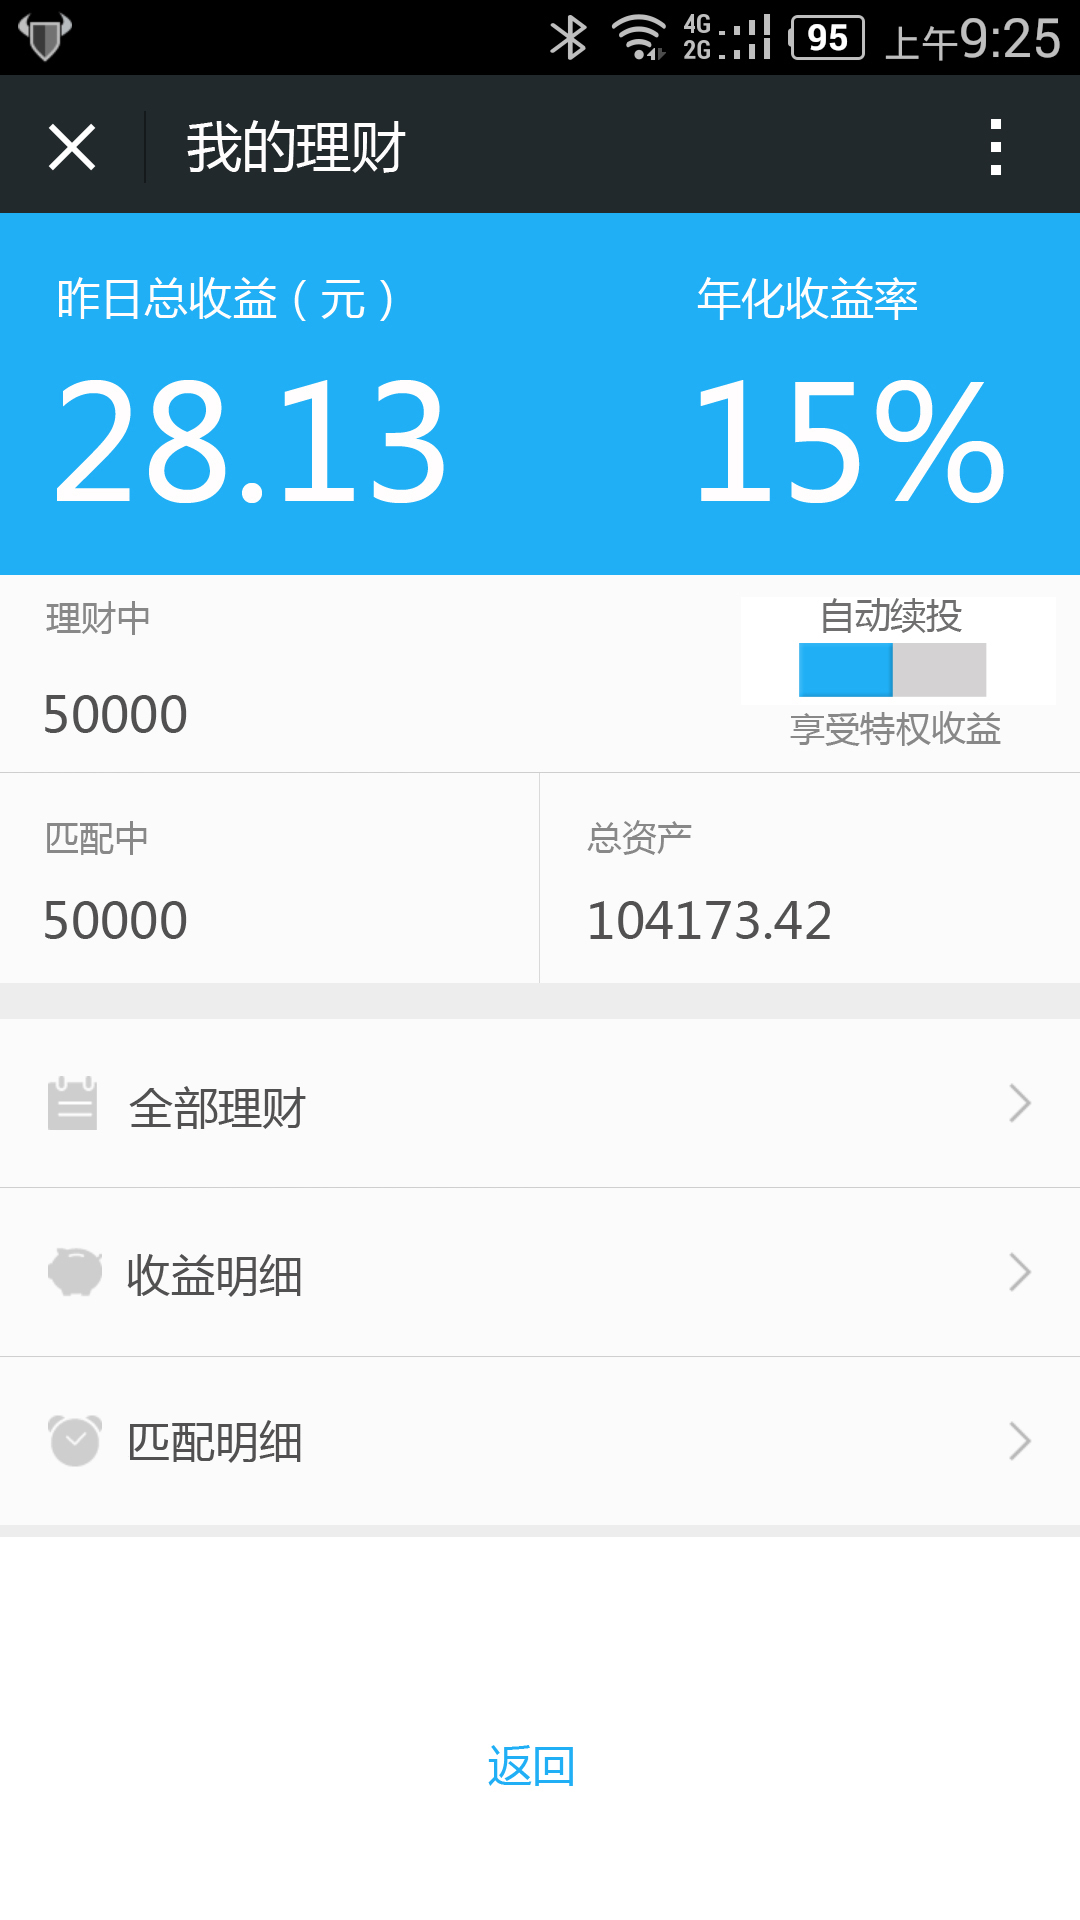 4G
2G
95
上午9:25
我的理财
昨日总收益（元）
年化收益率
28.13
15%
理财中
自动续投
50000
享受特权收益
匹配中
总资产
50000
104173.42
全部理财
收益明细
匹配明细
返回